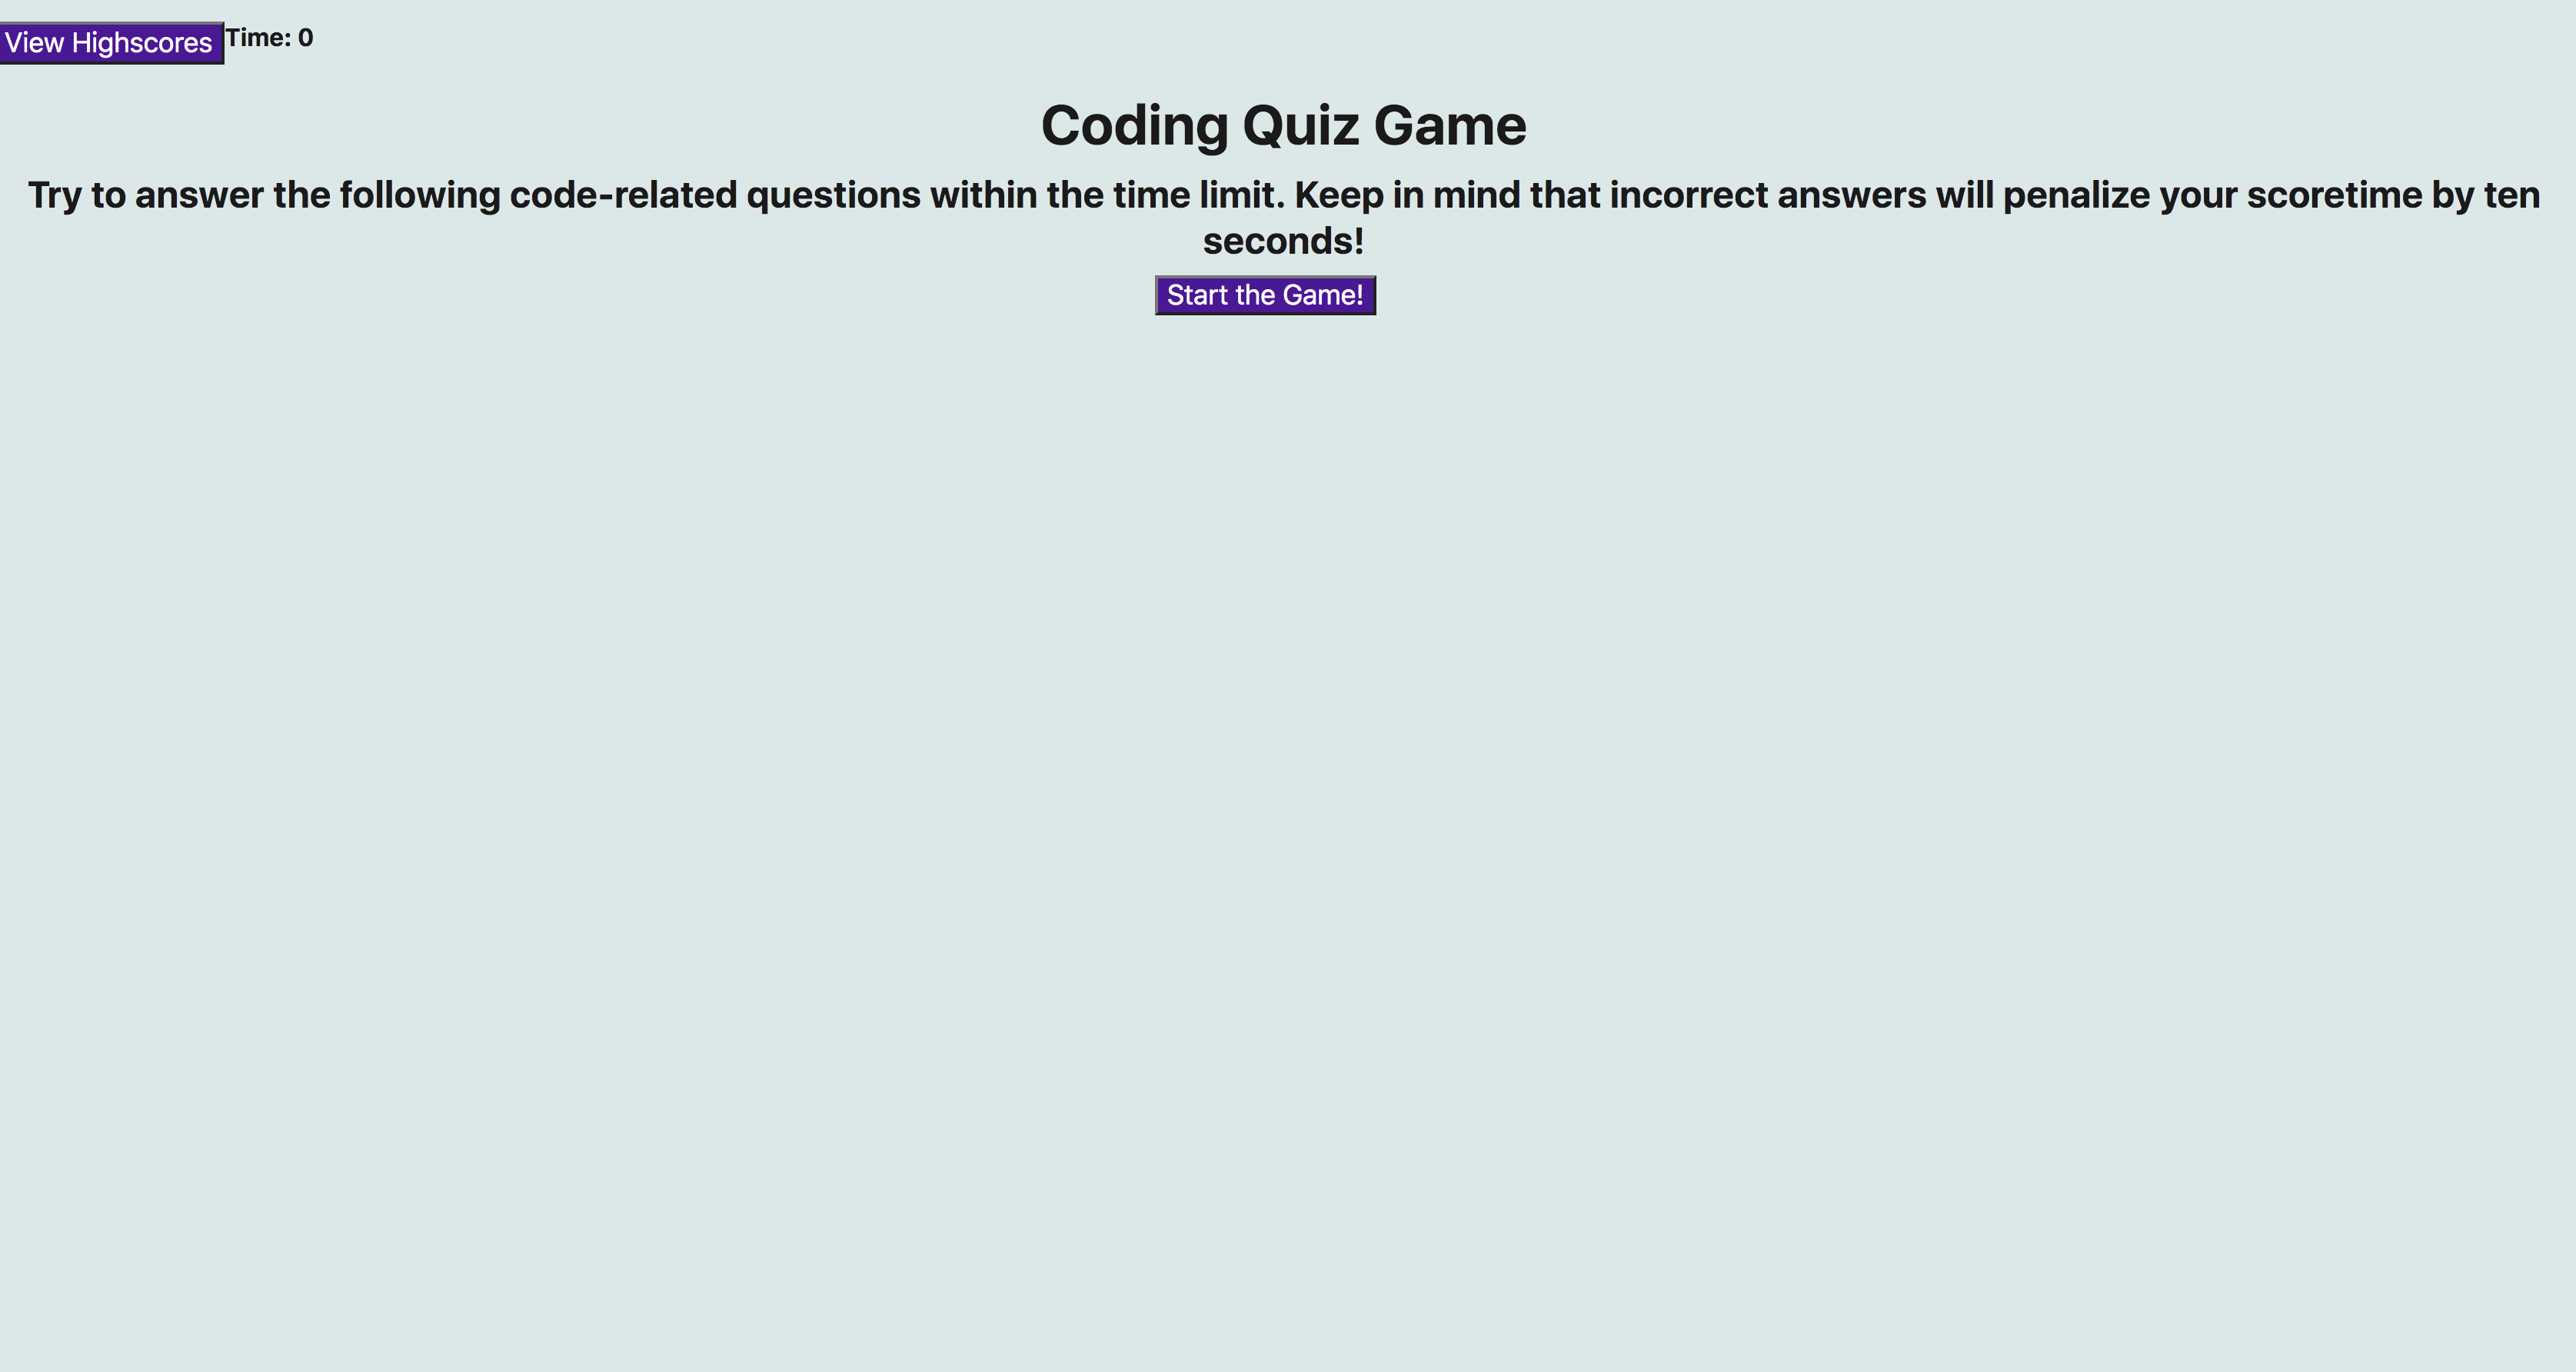 View Highscores Time: 0
Coding Quiz Game
Try to answer the following code-related questions within the time limit. Keep in mind that incorrect answers will penalize your scoretime by ten
seconds!
Start the Game!